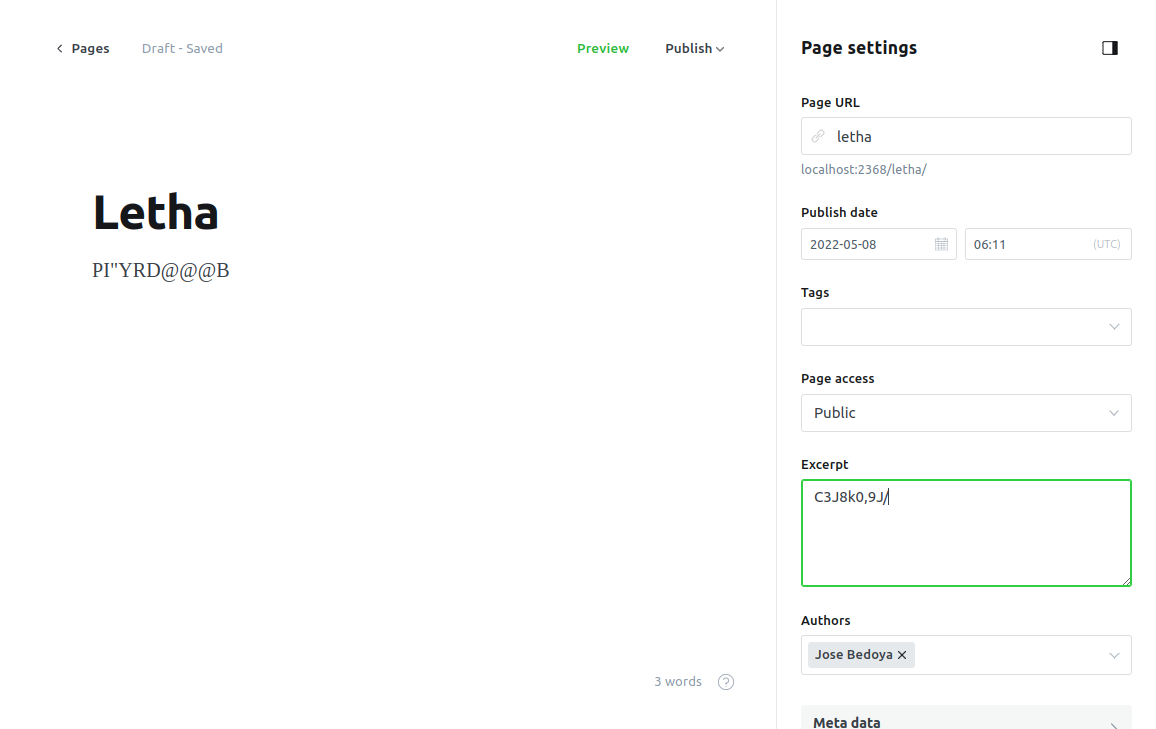 Pages
Draft - Saved
Preview
Publish
Letha
PI"YRD@@@B
3 words
?
Page settings
Page URL
letha
localhost:2368/letha/
Publish date
2022-05-08
06:11
(UTC)
Tags
Page access
Public
Excerpt
C3J8k0,9J/
Authors
Jose Bedoya
Meta data